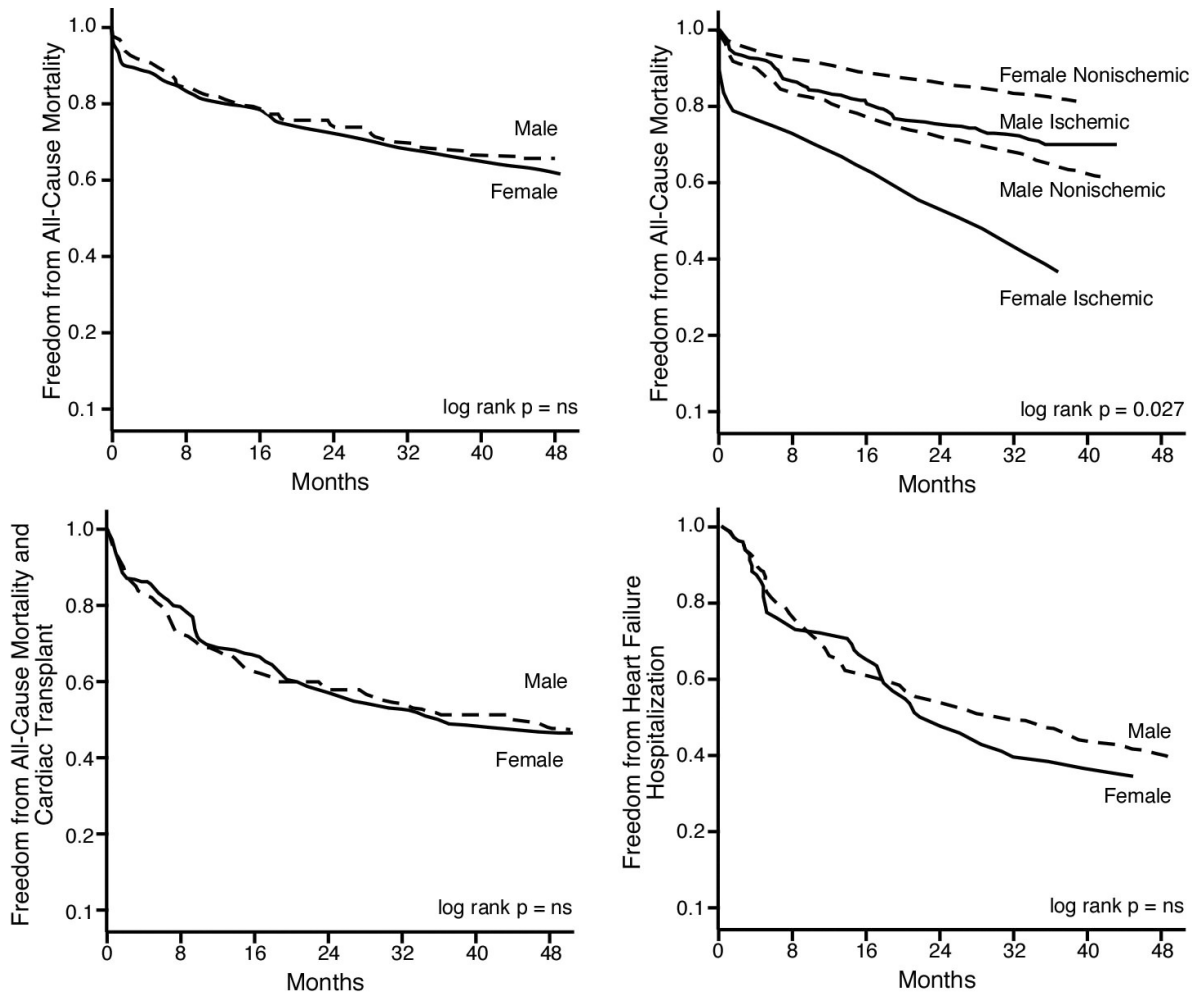 Freedom from All-Cause Mortality
1.0
0.8
0.6
0.4
0.2
0.1
Male
Female
log rank p = ns
0 8 16 24 32 40 48
Months
Freedom from All-Cause Mortality
1.0
0.8
0.6
0.4
0.2
0.1
Female Nonischemic
Male Ischemic
Male Nonischemic
Female Ischemic
log rank p = 0.027
0 8 16 24 32 40 48
Months
Freedom from All-Cause Mortality and
Cardiac Transplant
1.0
0.8
0.6
0.4
0.2
0.1
Male
Female
log rank p = ns
0 8 16 24 32 40 48
Months
Freedom from Heart Failure
Hospitalization
1.0
0.8
0.6
0.4
0.2
0.1
Male
Female
log rank p = ns
0 8 16 24 32 40 48
Months